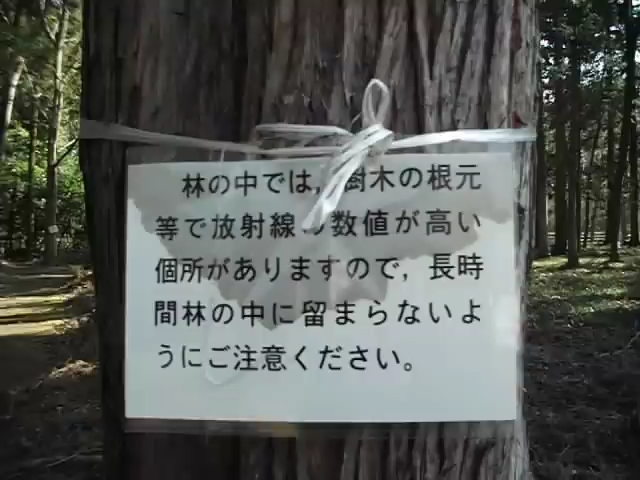 林の中では，樹木の根元
等で放射線の数値が高い
個所がありますので，長時
間林の中に留まらないよ
うにご注意ください。